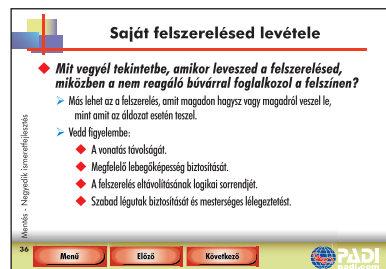 Saját felszerelésed levétele
Mit vegyél tekintetbe, amikor leveszed a felszerelésed,
miközben a nem reagáló búvárral foglalkozol a felszínen?
Más lehet az a felszerelés, amit magadon hagysz vagy magadról veszel le,
mint amit az áldozat esetén teszel.
Vedd figyelembe:
A vonatás távolságát.
Megfelelő lebegőképesség biztosítását.
A felszerelés eltávolításának logikai sorrendjét.
Szabad légutak biztosítását és mesterséges lélegeztetést.
Mentés - Negyedik ismeretfejlesztés
36
Menü
Előző
Következő
PADI
padi.com